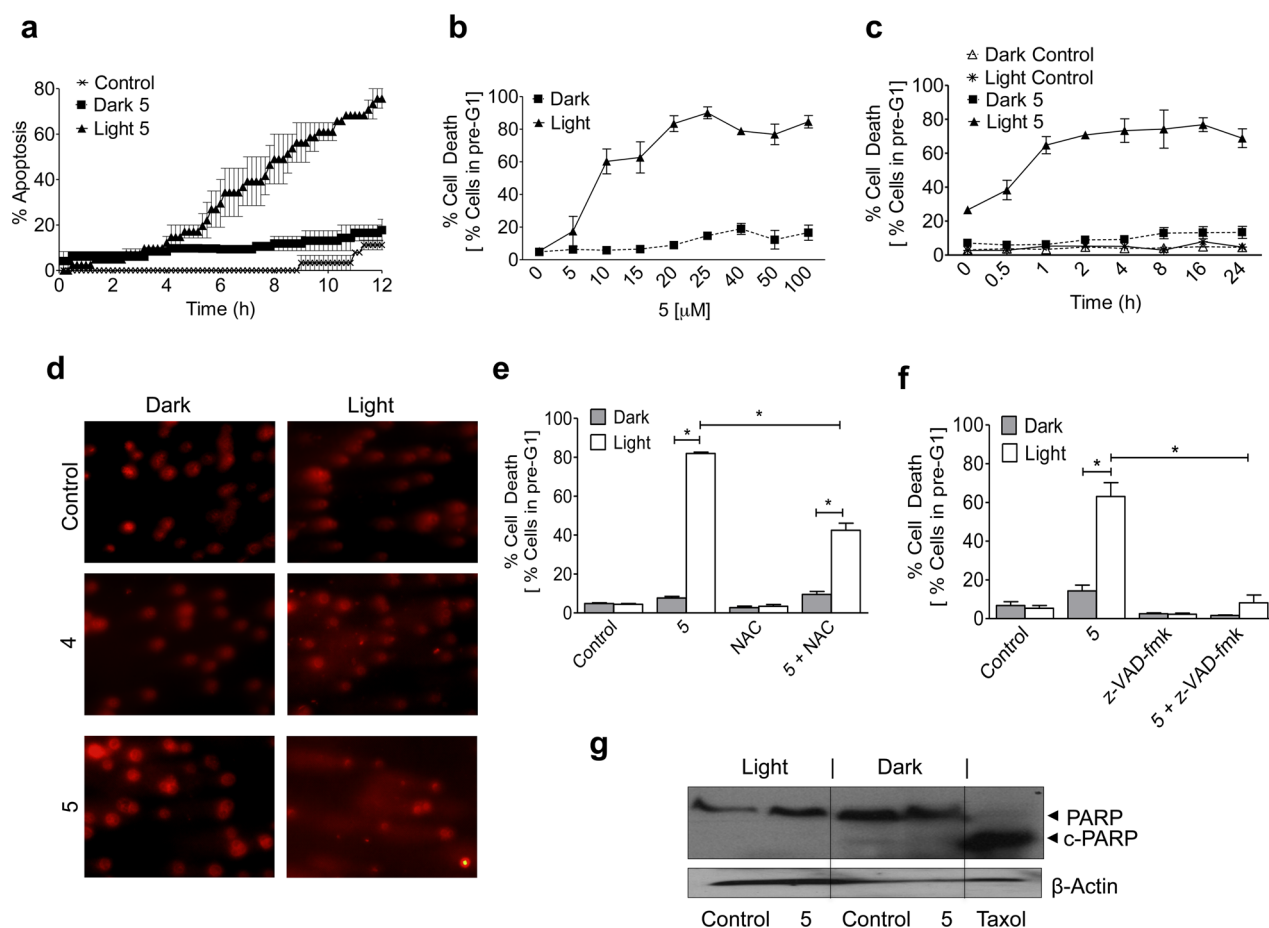 a
Control
Dark 5
Light 5
% Apoptosis
80
60
40
20
0
0 2 4 6 8 10 12
Time (h)
b
Dark
Light
% Cell Death
[ % Cells in pre-G1]
100
80
60
40
20
0
0 5 10 15 20 25 40 50 100
5 [μM]
c
Dark Control
Light Control
Dark 5
Light 5
% Cell Death
[ % Cells in pre-G1]
100
80
60
40
20
0
0 0.5 1 2 4 8 16 24
Time (h)
d
Dark Light
Control
4
5
e
Dark
Light
% Cell Death
[ % Cells in pre-G1]
100
80
60
40
20
0
* * *
Control 5 NAC 5 + NAC
f
Dark
Light
% Cell Death
[ % Cells in pre-G1]
100
80
60
40
20
0
* *
Control 5 z-VAD-fmk 5 + z-VAD-fmk
g
Light | Dark |
PARP
c-PARP
β-Actin
Control 5 Control 5 Taxol